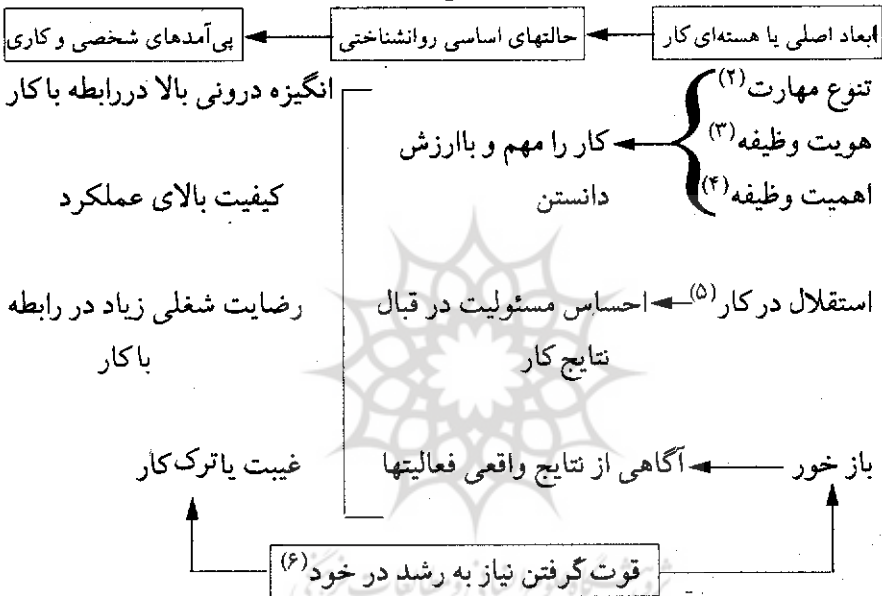 ابعاد اصلی یا هسته‌ای کار
حالتهای اساسی روانشناختی
پی‌آمدهای شخصی و کاری
تنوع مهارت (۲)
هویت وظیفه (۳)
اهمیت وظیفه (۴)
کار را مهم و باارزش
دانستن
انگیزه درونی بالا دررابطه با کار
کیفیت بالای عملکرد
استقلال در کار (۵)
احساس مسئولیت در قبال
نتایج کار
رضایت شغلی زیاد در رابطه
با کار
باز خور
آگاهی از نتایج واقعی فعالیتها
غیبت یا ترک کار
قوت گرفتن نیاز به رشد در خود (۶)